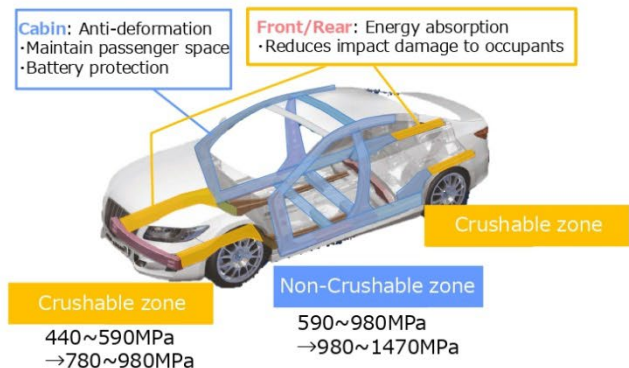 Cabin: Anti-deformation
・Maintain passenger space
・Battery protection
Front/Rear: Energy absorption
・Reduces impact damage to occupants
Crushable zone
Non-Crushable zone
Crushable zone
440~590MPa
→780~980MPa
590~980MPa
→980~1470MPa